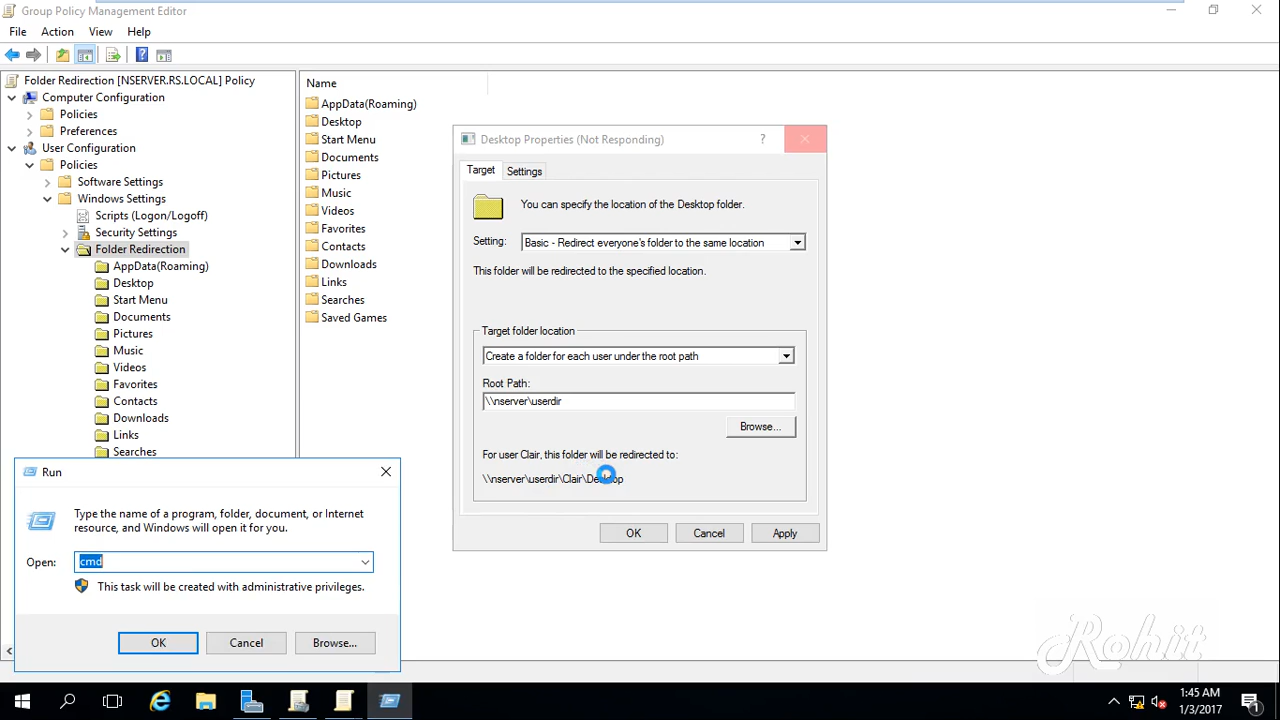 Group Policy Management Editor
File Action View Help
Folder Redirection [NSERVER.RS.LOCAL] Policy
Computer Configuration
Policies
Preferences
User Configuration
Policies
Software Settings
Windows Settings
Scripts (Logon/Logoff)
Security Settings
Folder Redirection
AppData(Roaming)
Desktop
Start Menu
Documents
Pictures
Music
Videos
Favorites
Contacts
Downloads
Links
Searches
Name
AppData(Roaming)
Desktop
Start Menu
Documents
Pictures
Music
Videos
Favorites
Contacts
Downloads
Links
Searches
Saved Games
Desktop Properties (Not Responding)
?
Target Settings
You can specify the location of the Desktop folder.
Setting: Basic - Redirect everyone's folder to the same location
This folder will be redirected to the specified location.
Target folder location
Create a folder for each user under the root path
Root Path:
\\nserver\userdir
Browse...
For user Clair, this folder will be redirected to:
\\nserver\userdir\Clair\Desktop
OK Cancel Apply
Run
Type the name of a program, folder, document, or Internet
resource, and Windows will open it for you.
Open: cmd
This task will be created with administrative privileges.
OK Cancel Browse...
Rohit
1:45 AM
1/3/2017
1